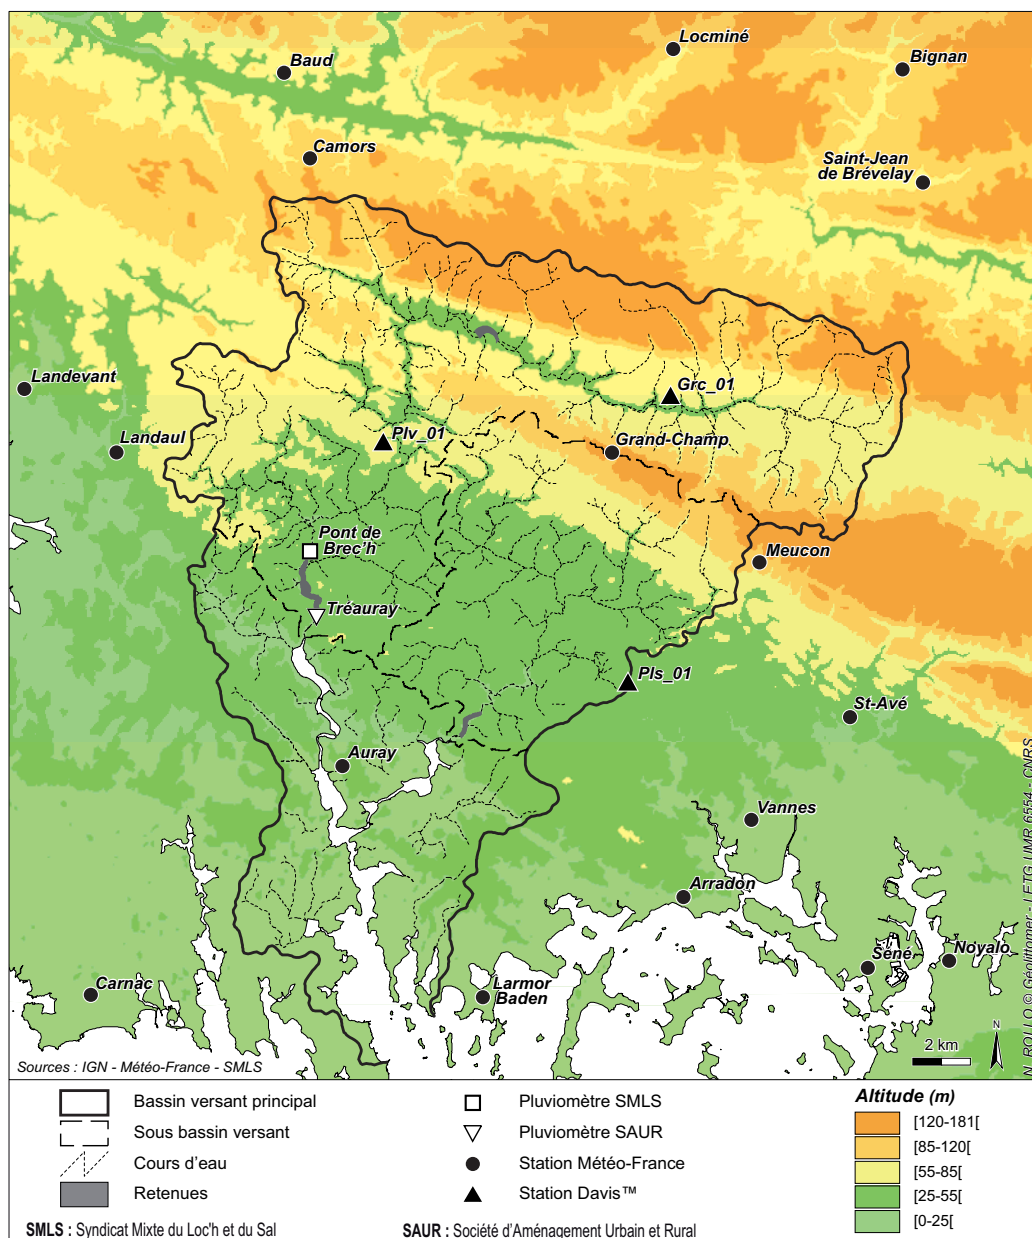 Locminé
Baud
Bignan
Camors
Saint-Jean
de Brévelay
Landevant
Grc_01
Landaul
Plv_01
Grand-Champ
Pont de
Brec'h
Meucon
Tréauray
Pls_01
St-Avé
Auray
Vannes
Arradon
Séné
Noyalo
Carnac
Larmor
Baden
N
2 km
Sources : IGN - Météo-France - SMLS
N. ROLLO © Géolittomer - LETG UMR 6554 - CNRS
Bassin versant principal
Sous bassin versant
Cours d'eau
Retenues
SMLS : Syndicat Mixte du Loc'h et du Sal
Pluviomètre SMLS
Pluviomètre SAUR
Station Météo-France
Station Davis™
SAUR : Société d'Aménagement Urbain et Rural
Altitude (m)
[120-181[
[85-120[
[55-85[
[25-55[
[0-25[